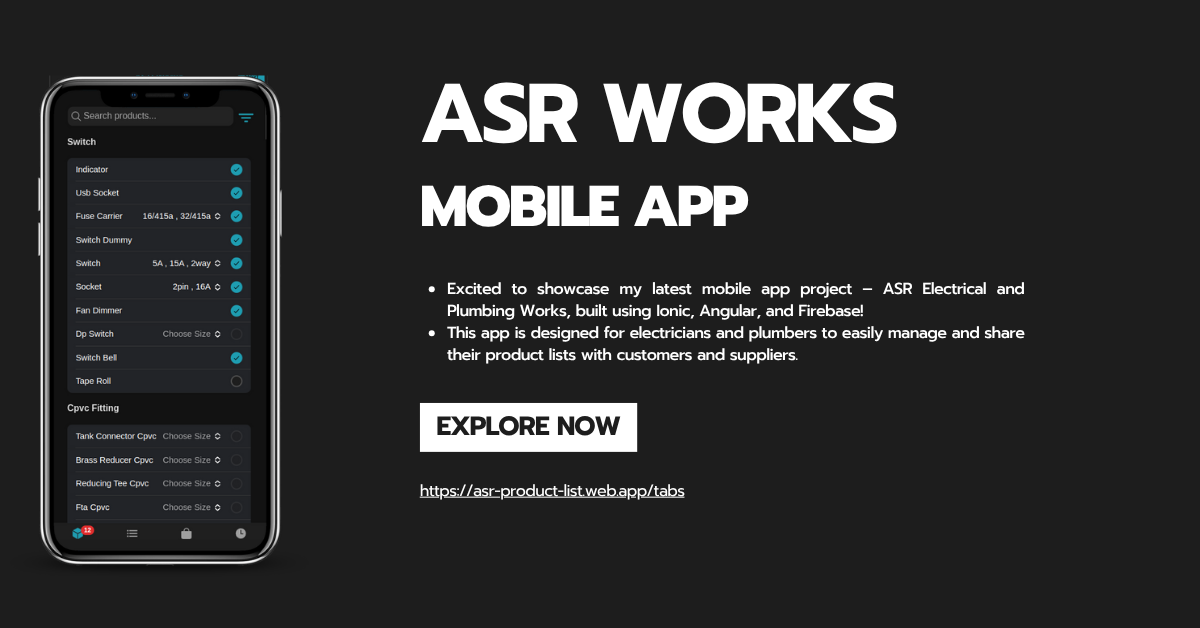 Search products...
Switch
Indicator
Usb Socket
Fuse Carrier 16/415a , 32/415a
Switch Dummy
Switch 5A , 15A , 2way
Socket 2pin , 16A
Fan Dimmer
Dp Switch Choose Size
Switch Bell
Tape Roll
Cpvc Fitting
Tank Connector Cpvc Choose Size
Brass Reducer Cpvc Choose Size
Reducing Tee Cpvc Choose Size
Fta Cpvc Choose Size
12
ASR WORKS
MOBILE APP
• Excited to showcase my latest mobile app project – ASR Electrical and
Plumbing Works, built using Ionic, Angular, and Firebase!
• This app is designed for electricians and plumbers to easily manage and share
their product lists with customers and suppliers.
EXPLORE NOW
https://asr-product-list.web.app/tabs